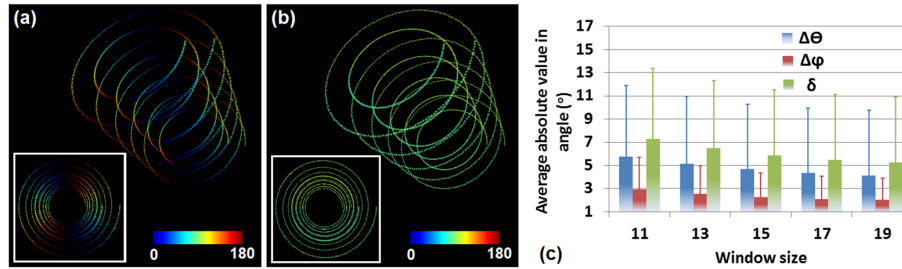 (a)
0
180
(b)
0
180
Average absolute value in
angle (°)
17
15
13
11
9
7
5
3
1
Δθ
Δφ
δ
11 13 15 17 19
Window size
(c)